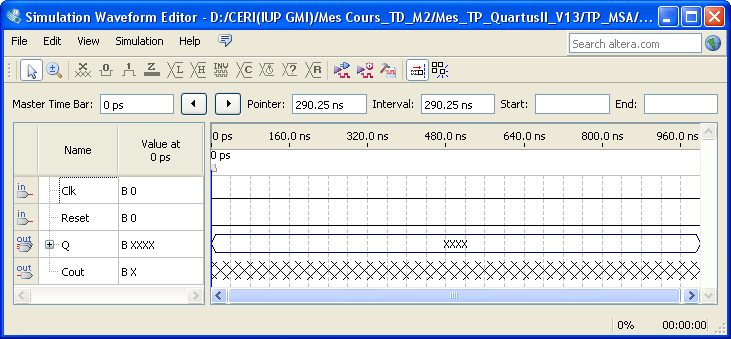 Simulation Waveform Editor - D:/CERI(IUP GMI)/Mes Cours_TD_M2/Mes_TP_QuartusII_V13/TP_MSA/...
File Edit View Simulation Help Search altera.com
Master Time Bar: 0 ps Pointer: 290.25 ns Interval: 290.25 ns Start: End:
Name Value at 0 ps
0 ps 160.0 ns 320.0 ns 480.0 ns 640.0 ns 800.0 ns 960.0 ns
0 ps
in Clk B 0
in Reset B 0
out Q B XXXX XXXX
out Cout B X
0% 00:00:00